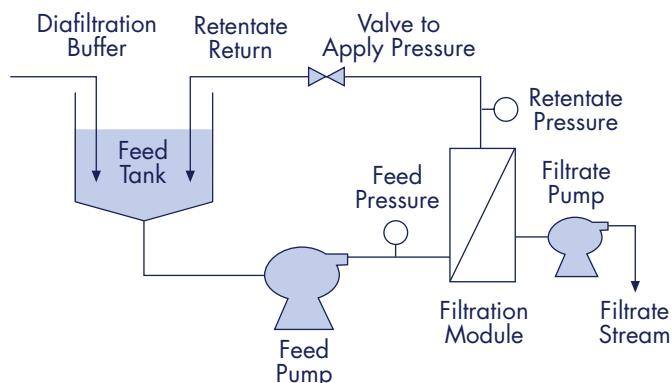 Diafiltration
Buffer
Retentate
Return
Valve to
Apply Pressure
Retentate
Pressure
Feed
Tank
Feed
Pressure
Filtrate
Pump
Filtration
Module
Filtrate
Stream
Feed
Pump